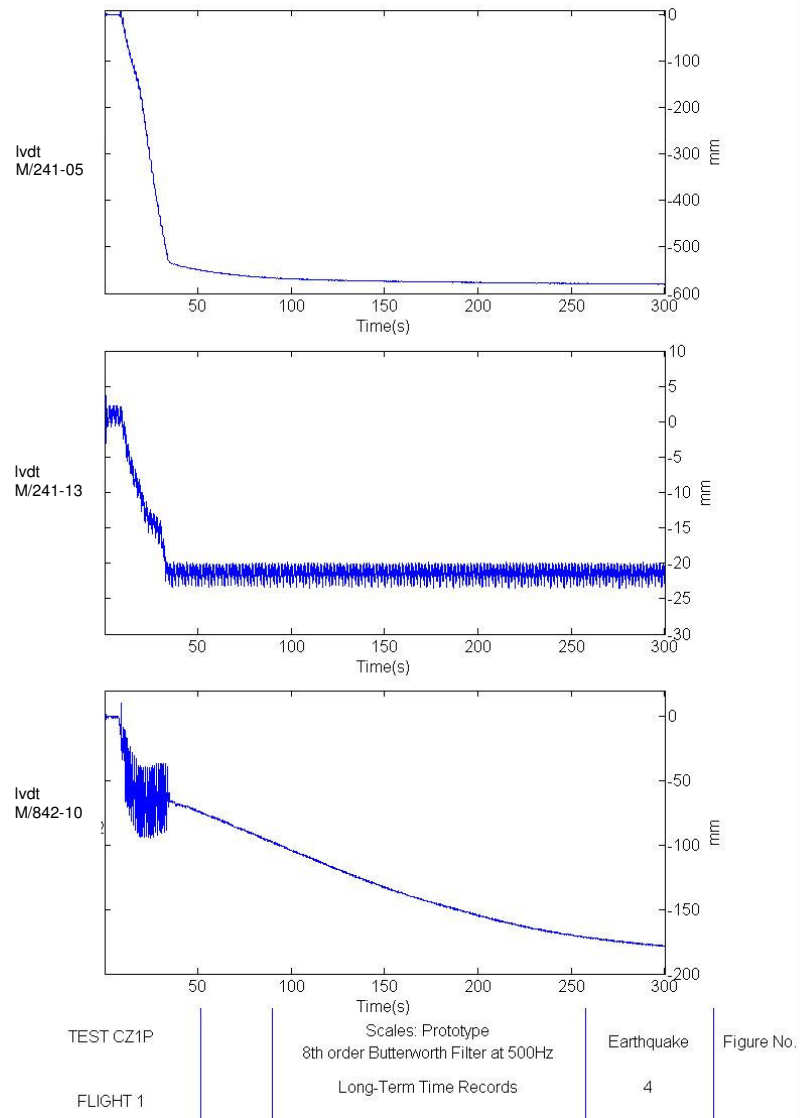 0
-100
-200
lvdt
M/241-05
-300
mm
-400
-500
-600
50 100 150 200 250 300
Time(s)
10
5
0
-5
lvdt
M/241-13
-10
mm
-15
-20
-25
-30
50 100 150 200 250 300
Time(s)
0
-50
lvdt
M/842-10
mm
-100
-150
-200
50 100 150 200 250 300
Time(s)
TEST CZ1P
Scales: Prototype
8th order Butterworth Filter at 500Hz
Earthquake
Figure No.
FLIGHT 1
Long-Term Time Records
4